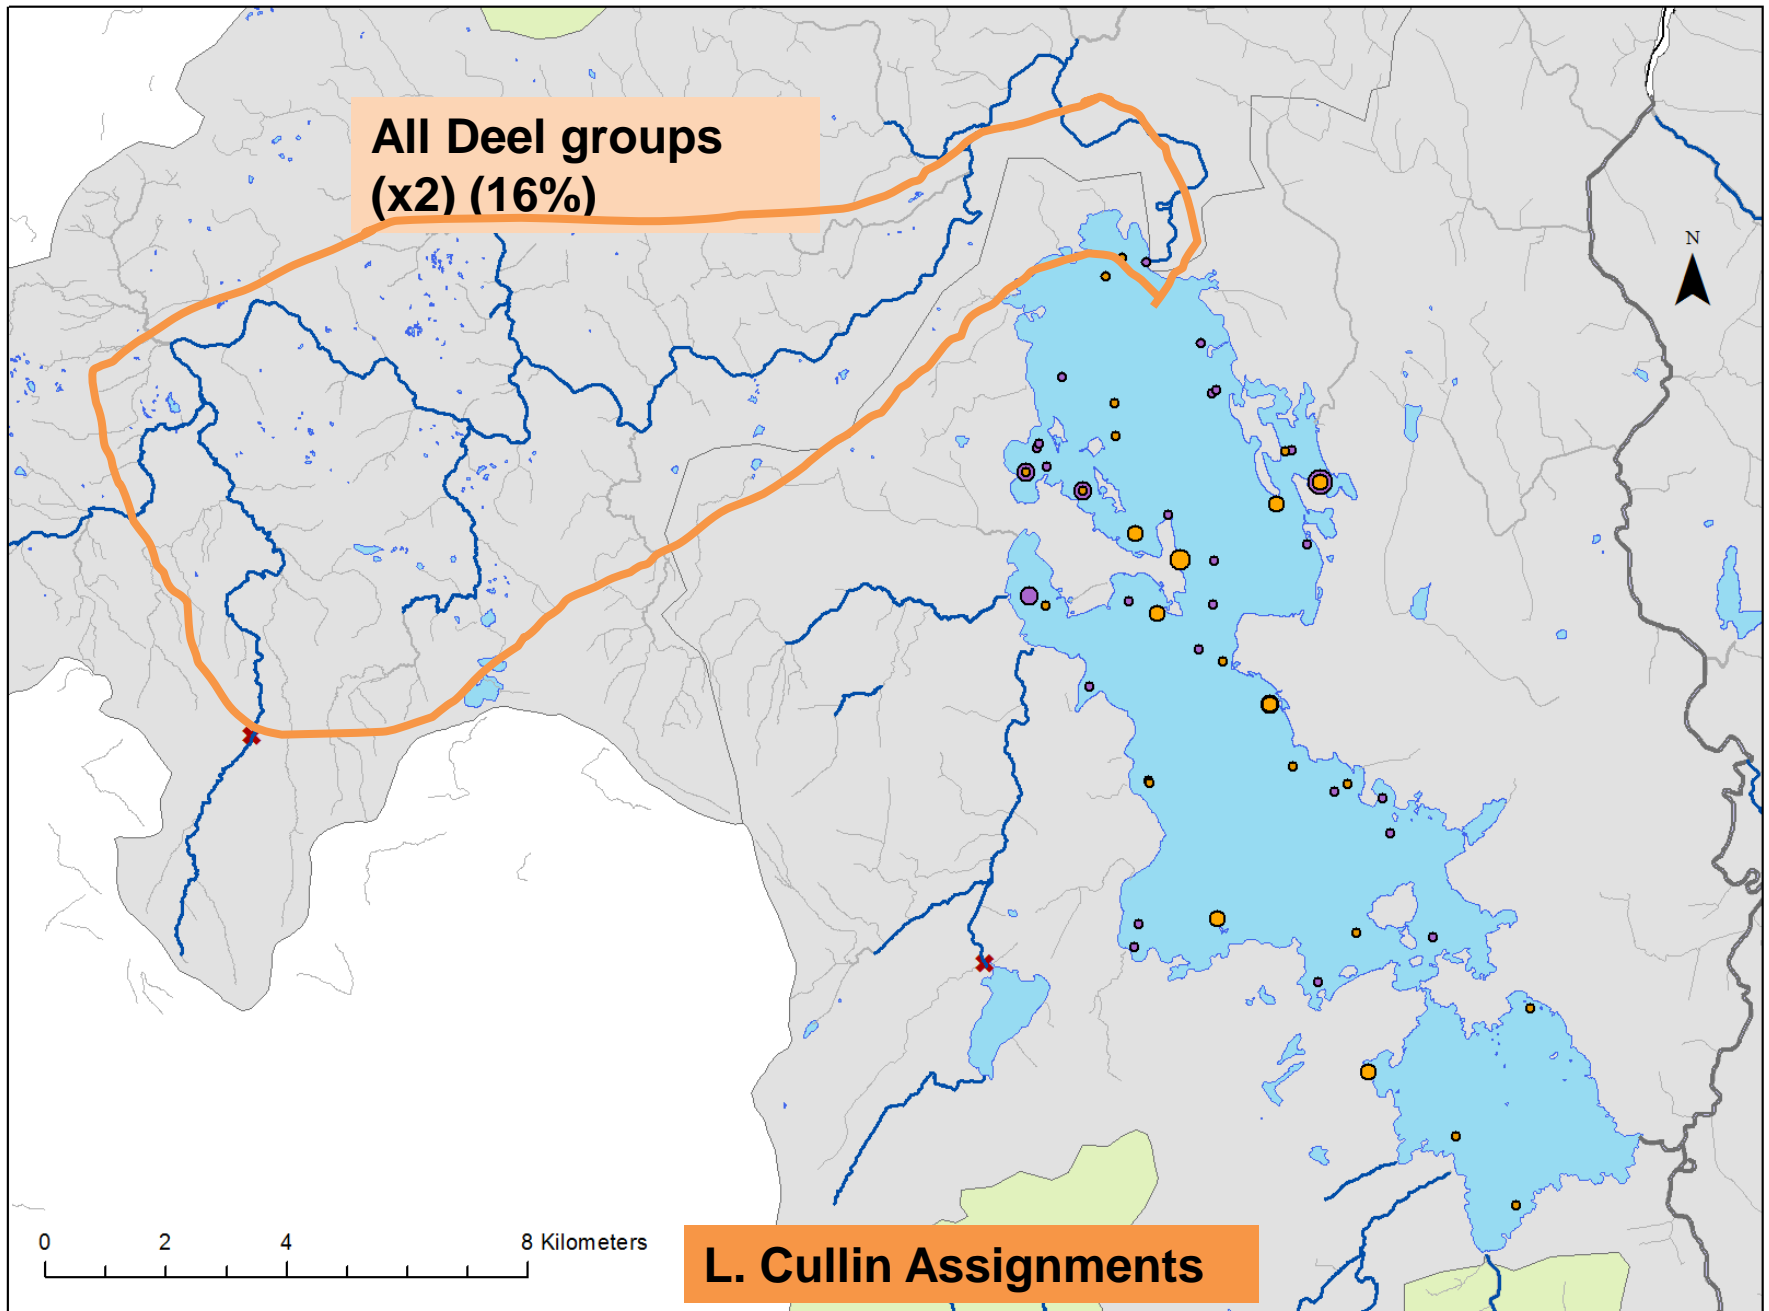 All Deel groups
(x2) (16%)
N
0 2 4 8 Kilometers
L. Cullin Assignments